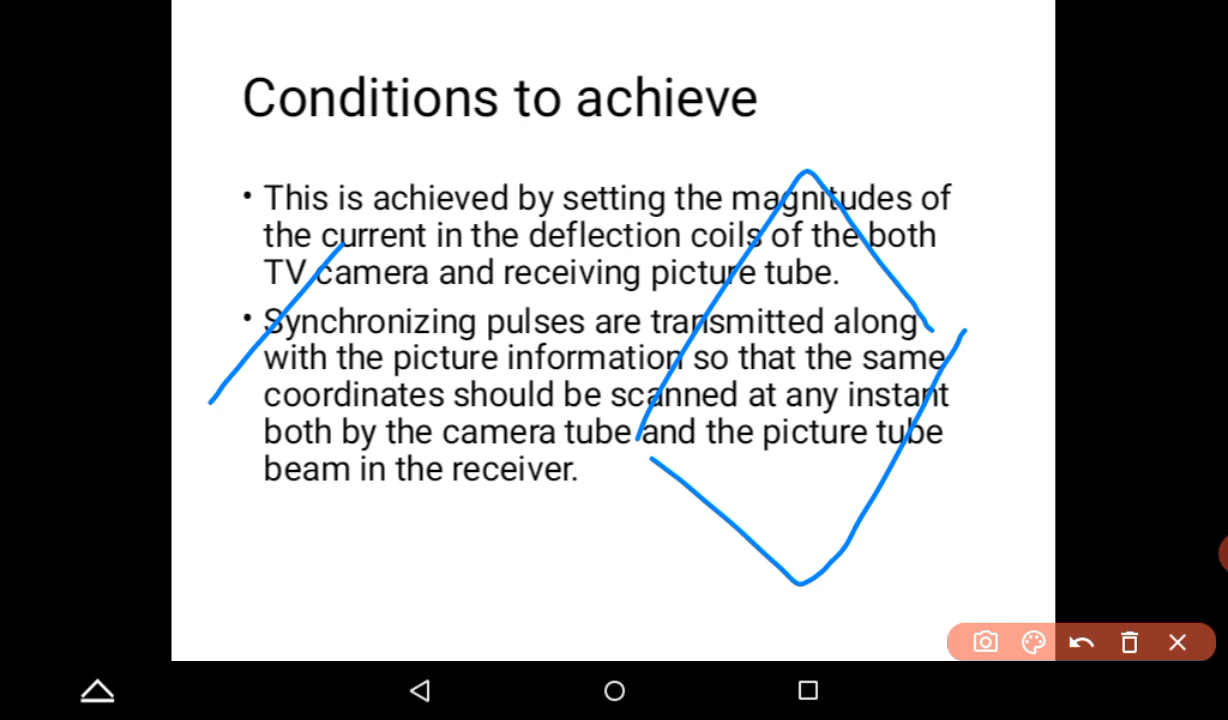 Conditions to achieve
• This is achieved by setting the magnitudes of
the current in the deflection coils of the both
TV camera and receiving picture tube.
• Synchronizing pulses are transmitted along
with the picture information so that the same
coordinates should be scanned at any instant
both by the camera tube and the picture tube
beam in the receiver.